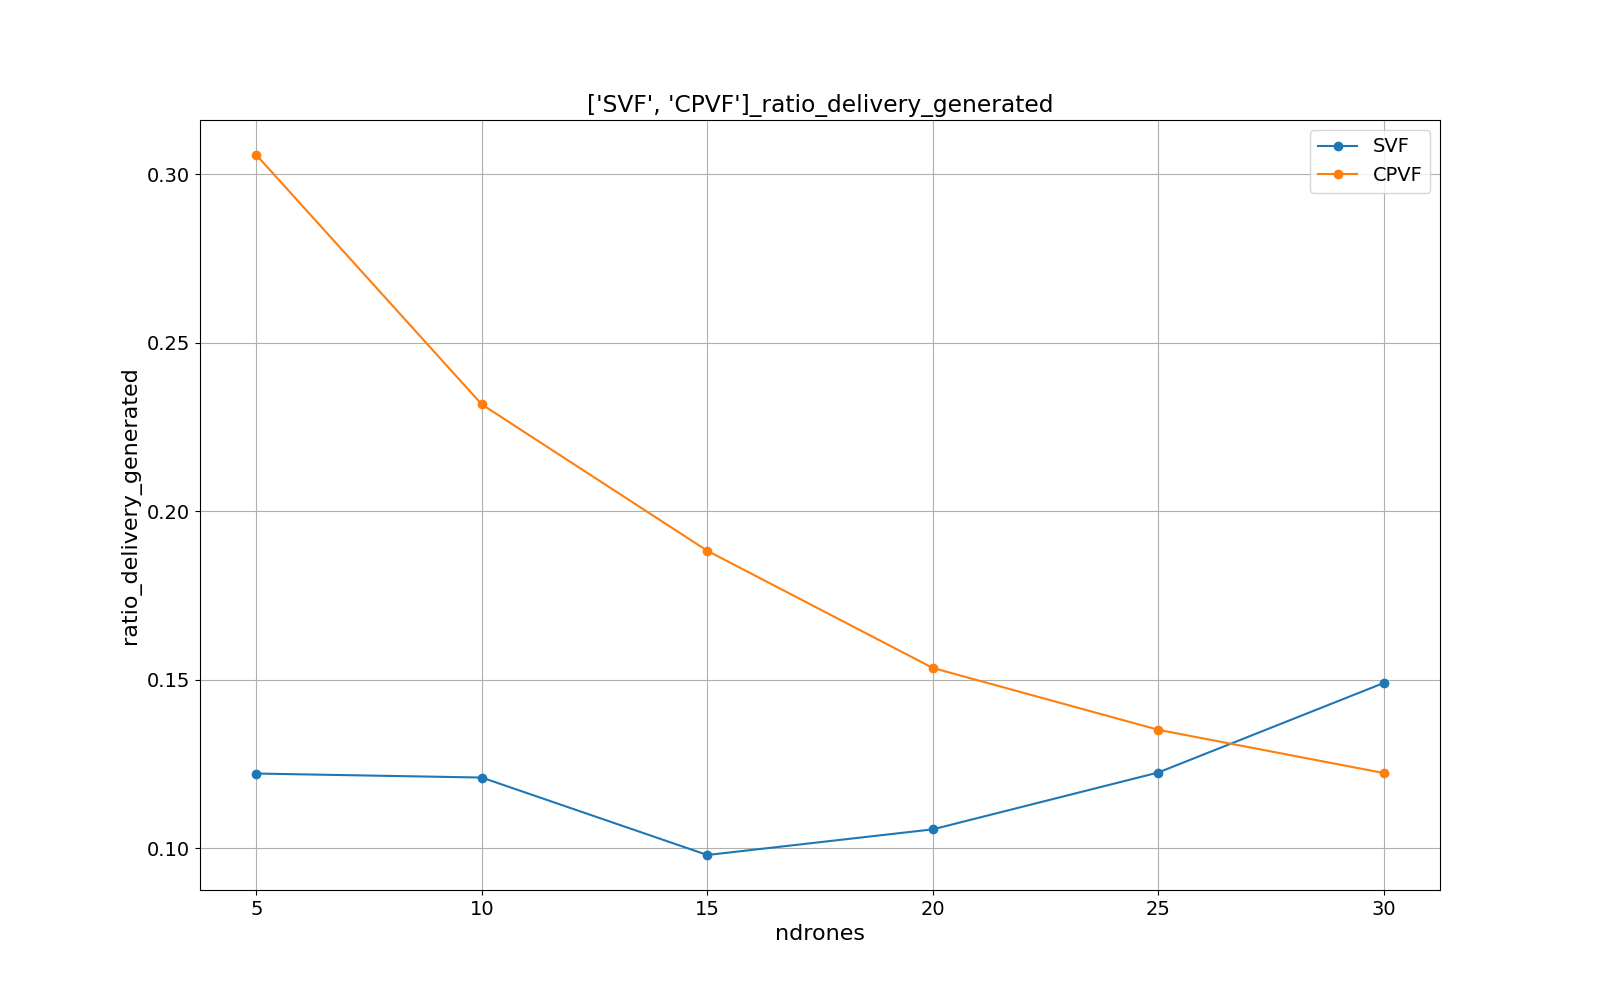 ['SVF', 'CPVF']_ratio_delivery_generated
SVF
CPVF
ratio_delivery_generated
0.30
0.25
0.20
0.15
0.10
5 10 15 20 25 30
ndrones